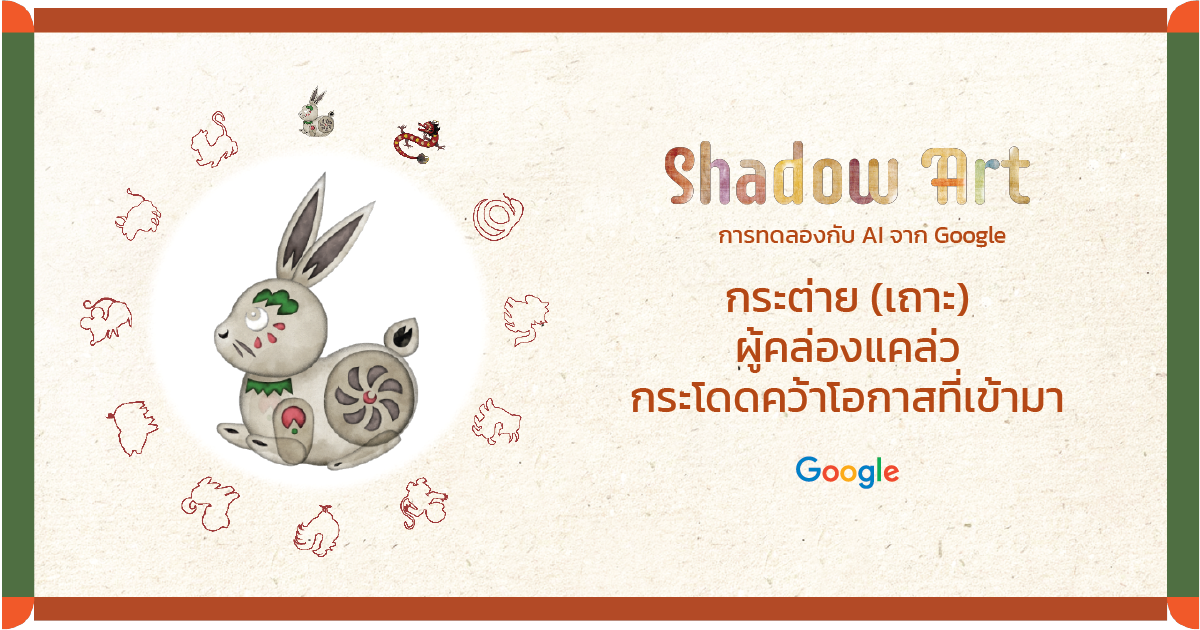 Shadow Art
การทดลองกับ AI จาก Google
กระต่าย (เถาะ)
ผู้คล่องแคล่ว
กระโดดคว้าโอกาสที่เข้ามา
Google